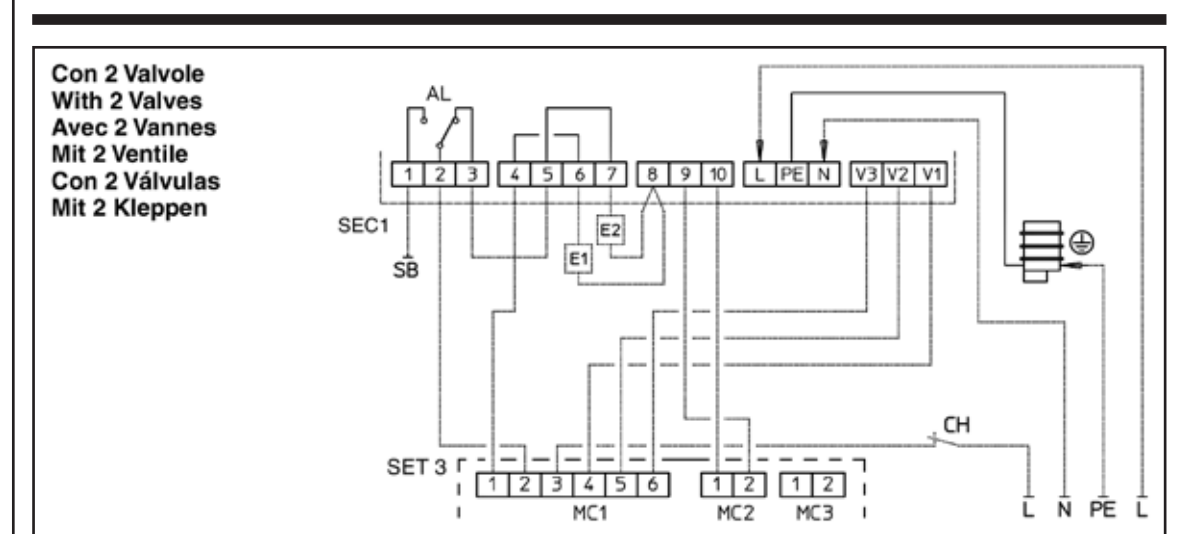 Con 2 Valvole
With 2 Valves
Avec 2 Vannes
Mit 2 Ventile
Con 2 Válvulas
Mit 2 Kleppen
AL
1 2 3 4 5 6 7 8 9 10 L PE N V3 V2 V1
SEC1
E2
E1
SB
CH
SET 3
1 2 3 4 5 6 1 2 1 2
MC1 MC2 MC3
L N PE L